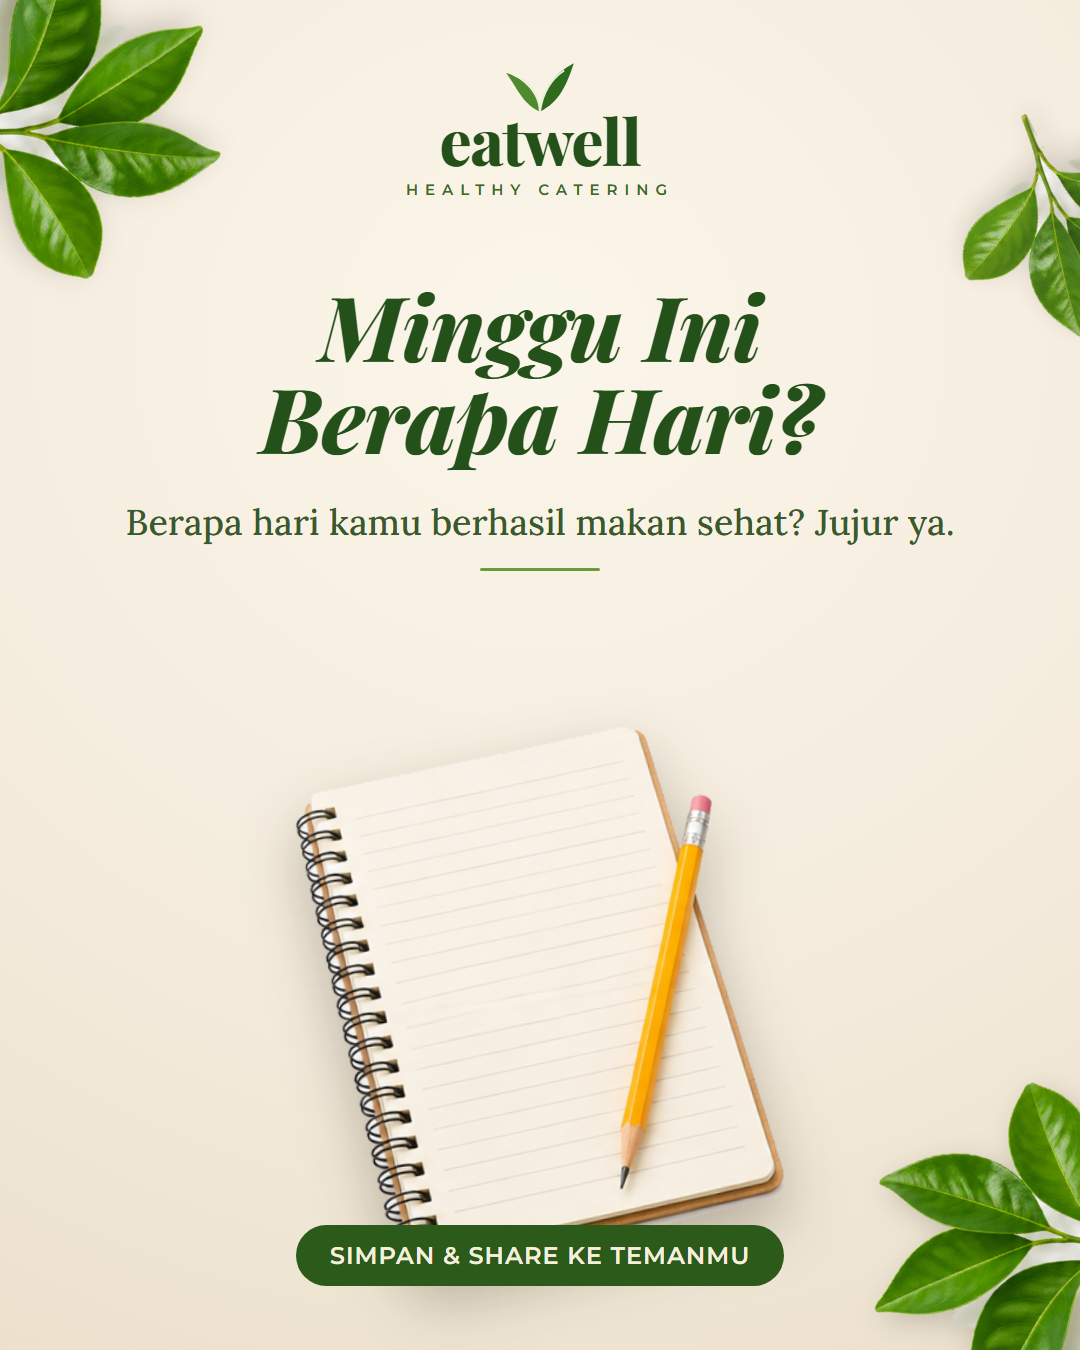 eatwell
HEALTHY CATERING
Minggu Ini
Berapa Hari?
Berapa hari kamu berhasil makan sehat? Jujur ya.
SIMPAN & SHARE KE TEMANMU